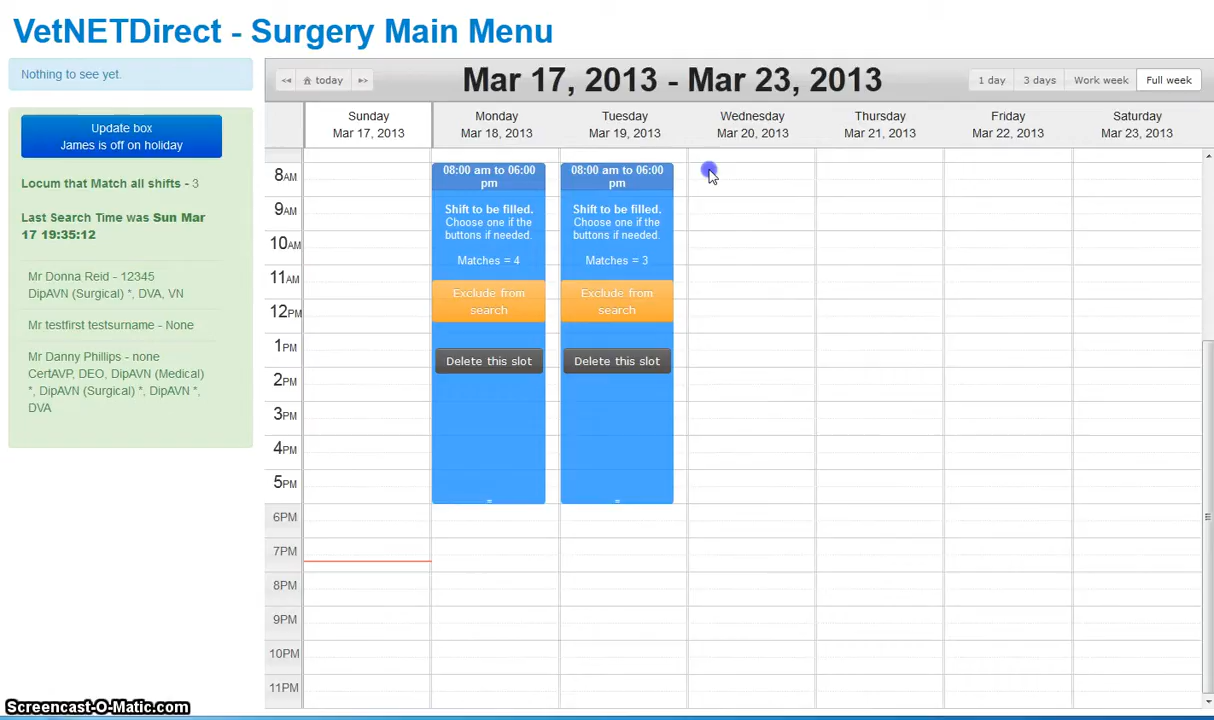 VetNETDirect - Surgery Main Menu
Nothing to see yet.
Update box
James is off on holiday
Locum that Match all shifts - 3
Last Search Time was Sun Mar
17 19:35:12
Mr Donna Reid - 12345
DipAVN (Surgical) *, DVA, VN
Mr testfirst testsurname - None
Mr Danny Phillips - none
CertAVP, DEO, DipAVN (Medical)
*, DipAVN (Surgical) *, DipAVN *,
DVA
<< today >>
Mar 17, 2013 - Mar 23, 2013
1 day 3 days Work week Full week
Sunday
Mar 17, 2013
Monday
Mar 18, 2013
Tuesday
Mar 19, 2013
Wednesday
Mar 20, 2013
Thursday
Mar 21, 2013
Friday
Mar 22, 2013
Saturday
Mar 23, 2013
8AM
9AM
10AM
11AM
12PM
1PM
2PM
3PM
4PM
5PM
6PM
7PM
8PM
9PM
10PM
11PM
08:00 am to 06:00
pm
Shift to be filled.
Choose one if the
buttons if needed.
Matches = 4
Exclude from
search
Delete this slot
=
08:00 am to 06:00
pm
Shift to be filled.
Choose one if the
buttons if needed.
Matches = 3
Exclude from
search
Delete this slot
=
Screencast-O-Matic.com